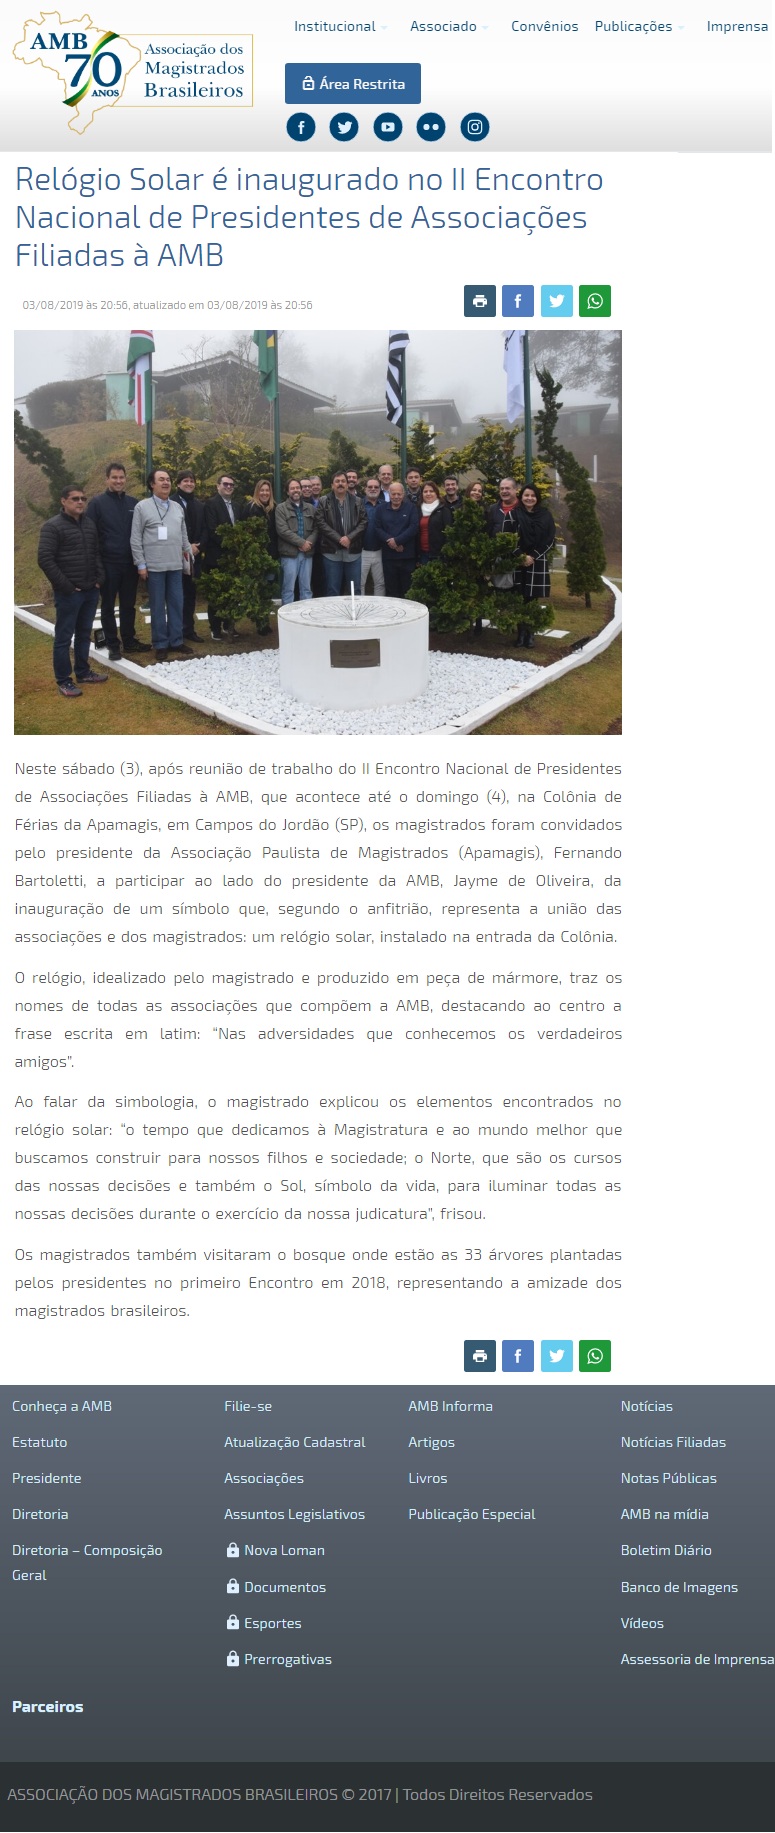 AMB
70
ANOS
Associação dos
Magistrados
Brasileiros
Institucional
Associado
Convênios
Publicações
Imprensa
Área Restrita
Relógio Solar é inaugurado no II Encontro
Nacional de Presidentes de Associações
Filiadas à AMB
03/08/2019 às 20:56, atualizado em 03/08/2019 às 20:56
Neste sábado (3), após reunião de trabalho do II Encontro Nacional de Presidentes
de Associações Filiadas à AMB, que acontece até o domingo (4), na Colônia de
Férias da Apamagis, em Campos do Jordão (SP), os magistrados foram convidados
pelo presidente da Associação Paulista de Magistrados (Apamagis), Fernando
Bartoletti, a participar ao lado do presidente da AMB, Jayme de Oliveira, da
inauguração de um símbolo que, segundo o anfitrião, representa a união das
associações e dos magistrados: um relógio solar, instalado na entrada da Colônia.
O relógio, idealizado pelo magistrado e produzido em peça de mármore, traz os
nomes de todas as associações que compõem a AMB, destacando ao centro a
frase escrita em latim: “Nas adversidades que conhecemos os verdadeiros
amigos”.
Ao falar da simbologia, o magistrado explicou os elementos encontrados no
relógio solar: “o tempo que dedicamos à Magistratura e ao mundo melhor que
buscamos construir para nossos filhos e sociedade; o Norte, que são os cursos
das nossas decisões e também o Sol, símbolo da vida, para iluminar todas as
nossas decisões durante o exercício da nossa judicatura”, frisou.
Os magistrados também visitaram o bosque onde estão as 33 árvores plantadas
pelos presidentes no primeiro Encontro em 2018, representando a amizade dos
magistrados brasileiros.
Conheça a AMB
Estatuto
Presidente
Diretoria
Diretoria – Composição
Geral
Filie-se
Atualização Cadastral
Associações
Assuntos Legislativos
Nova Loman
Documentos
Esportes
Prerrogativas
AMB Informa
Artigos
Livros
Publicação Especial
Notícias
Notícias Filiadas
Notas Públicas
AMB na mídia
Boletim Diário
Banco de Imagens
Vídeos
Assessoria de Imprensa
Parceiros
ASSOCIAÇÃO DOS MAGISTRADOS BRASILEIROS © 2017 | Todos Direitos Reservados